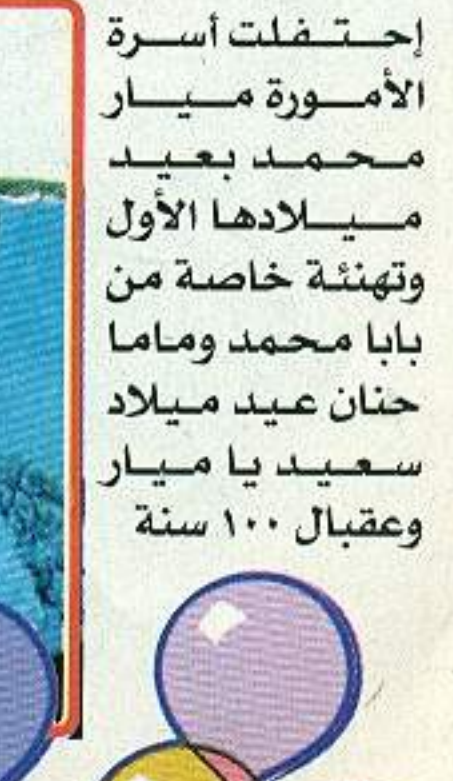 إحتفلت أسرة
الأمورة ميار
محمد بعيد
ميلادها الأول
وتهنئة خاصة من
بابا محمد وماما
حنان عيد ميلاد
سعيد يا ميار
وعقبال ١٠٠ سنة